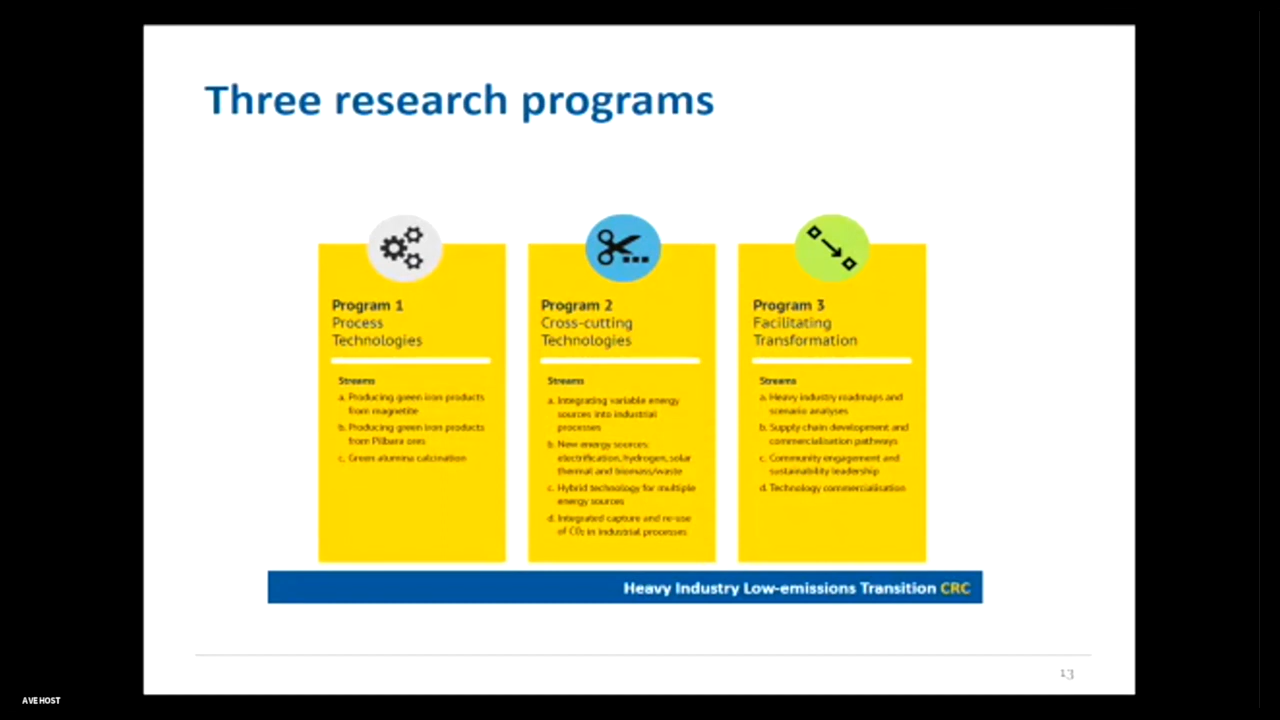 Three research programs
Program 1
Process
Technologies
Streams
a. Producing green iron products
from magnetite
b. Producing green iron products
from Pilbara ores
c. Green alumina calcination
Program 2
Cross-cutting
Technologies
Streams
a. Integrating variable energy
sources into industrial
processes
b. New energy sources:
electrification, hydrogen, solar
thermal and biomass/waste
c. Hybrid technology for multiple
energy sources
d. Integrated capture and re-use
of CO₂ in industrial processes
Program 3
Facilitating
Transformation
Streams
a. Heavy industry roadmaps and
scenario analyses
b. Supply chain development and
commercialisation pathways
c. Community engagement and
sustainability leadership
d. Technology commercialisation
Heavy Industry Low-emissions Transition CRC
13
AVE HOST